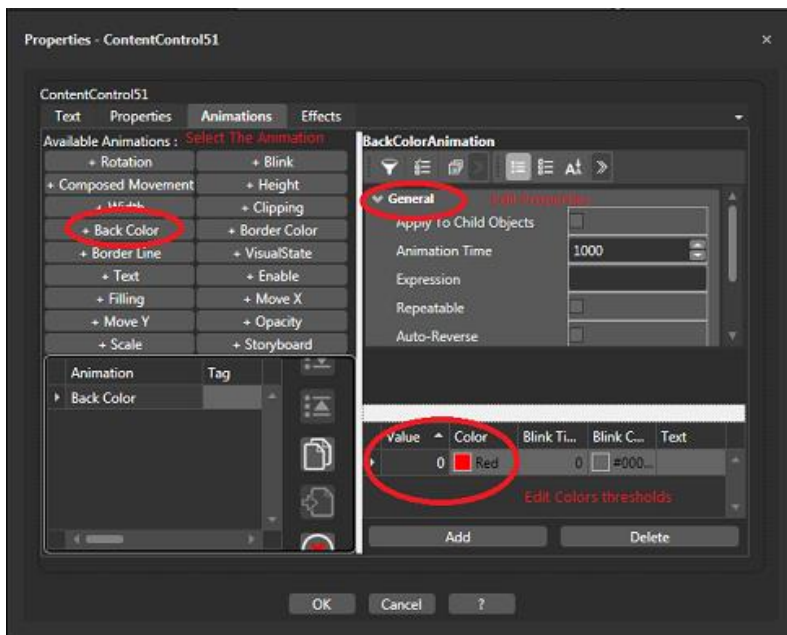 Properties - ContentControl51
ContentControl51
Text Properties Animations Effects
Available Animations : Select The Animation
+ Rotation + Blink
+ Composed Movement + Height
+ Width + Clipping
+ Back Color + Border Color
+ Border Line + VisualState
+ Text + Enable
+ Filling + Move X
+ Move Y + Opacity
+ Scale + Storyboard
Animation Tag
Back Color
BackColorAnimation
General Edit Properties
Apply To Child Objects
Animation Time 1000
Expression
Repeatable
Auto-Reverse
Value Color Blink Ti... Blink C... Text
0 Red 0 #000...
Edit Colors thresholds
Add Delete
OK Cancel ?